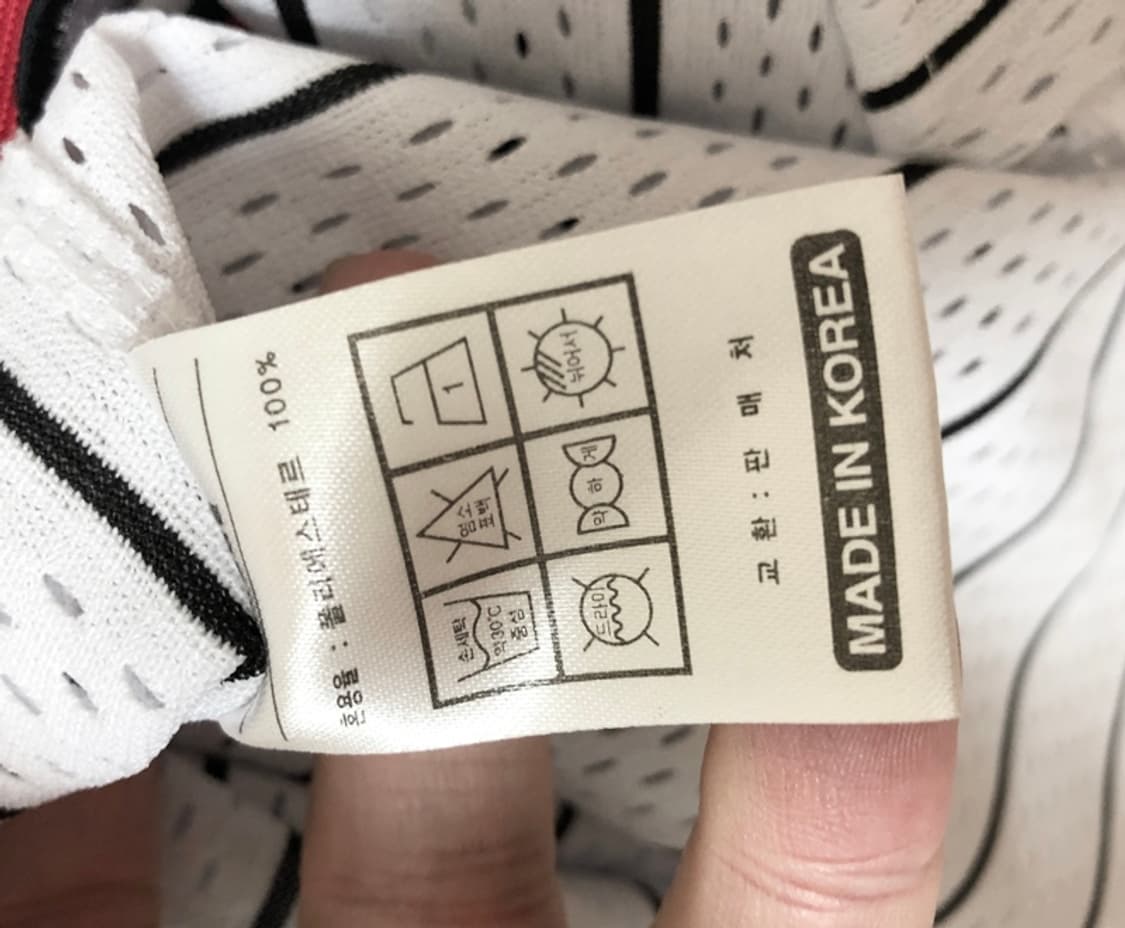 혼용율 : 폴리에스테르 100%
손세탁
약30°C
중성
염소
표백
1
드라이
약 하 게
뉘어서
교 환 : 판 매 처
MADE IN KOREA